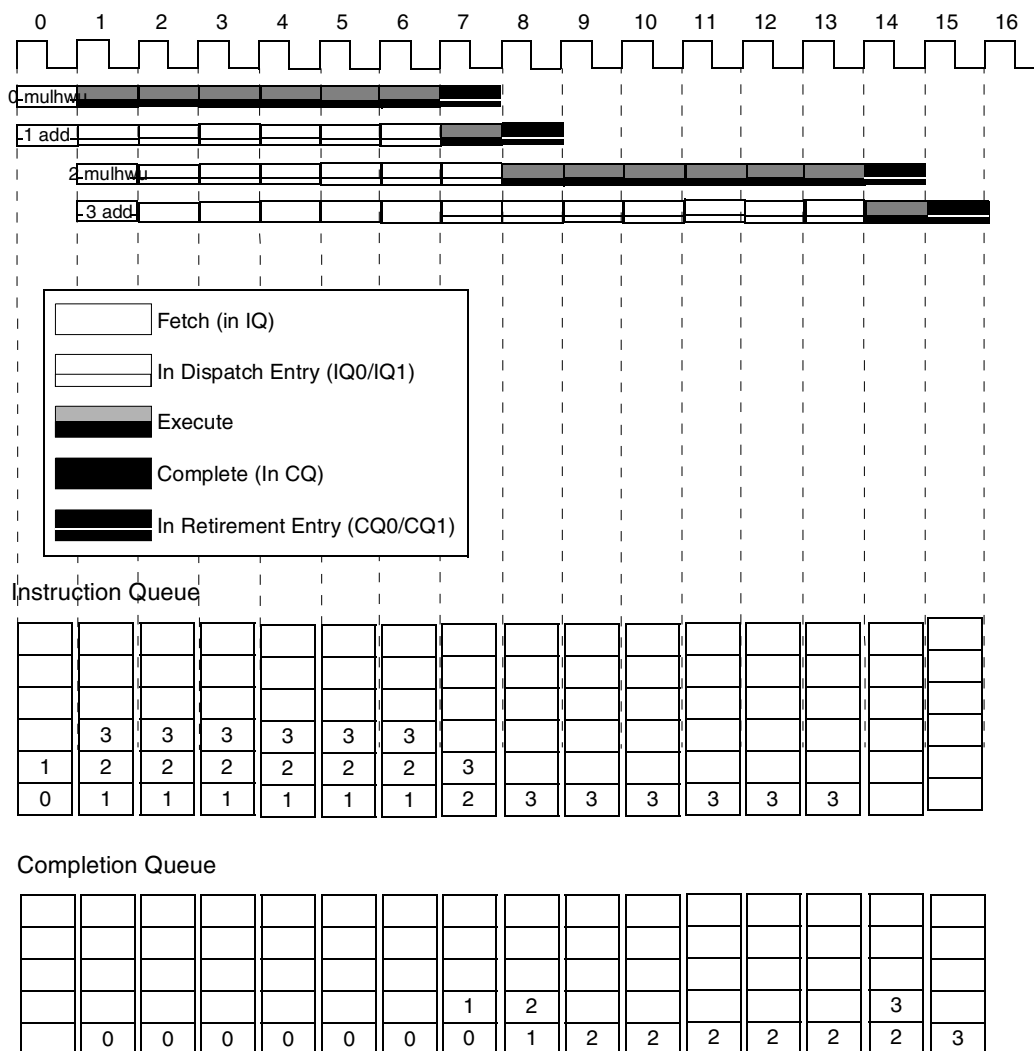 0 1 2 3 4 5 6 7 8 9 10 11 12 13 14 15 16
0 mulhwu
1 add
2 mulhwu
3 add
Fetch (in IQ)
In Dispatch Entry (IQ0/IQ1)
Execute
Complete (In CQ)
In Retirement Entry (CQ0/CQ1)
Instruction Queue
3 3 3 3 3 3
1 2 2 2 2 2 2 3
0 1 1 1 1 1 1 2 3 3 3 3 3 3
Completion Queue
1 2 3
0 0 0 0 0 0 0 1 2 2 2 2 2 2 3